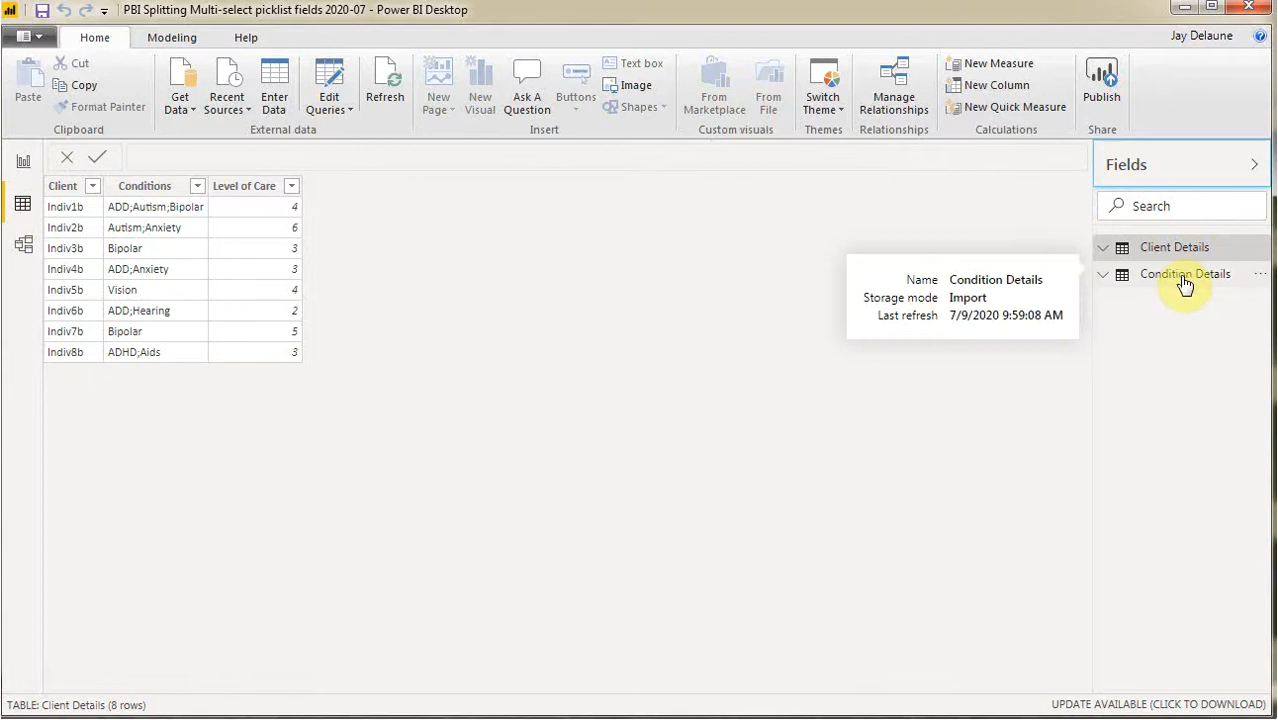 PBI Splitting Multi-select picklist fields 2020-07 - Power BI Desktop
Home Modeling Help Jay Delaune
Paste
Cut
Copy
Format Painter
Clipboard
Get Data
Recent Sources
Enter Data
External data
Edit Queries
Refresh
New Page
New Visual
Ask A Question
Buttons
Text box
Image
Shapes
Insert
From Marketplace
From File
Custom visuals
Switch Theme
Themes
Manage Relationships
Relationships
New Measure
New Column
New Quick Measure
Calculations
Publish
Share
Client Conditions Level of Care
Indiv1b ADD;Autism;Bipolar 4
Indiv2b Autism;Anxiety 6
Indiv3b Bipolar 3
Indiv4b ADD;Anxiety 3
Indiv5b Vision 4
Indiv6b ADD;Hearing 2
Indiv7b Bipolar 5
Indiv8b ADHD;Aids 3
Name Condition Details
Storage mode Import
Last refresh 7/9/2020 9:59:08 AM
Fields
Search
Client Details
Condition Details
TABLE: Client Details (8 rows)
UPDATE AVAILABLE (CLICK TO DOWNLOAD)